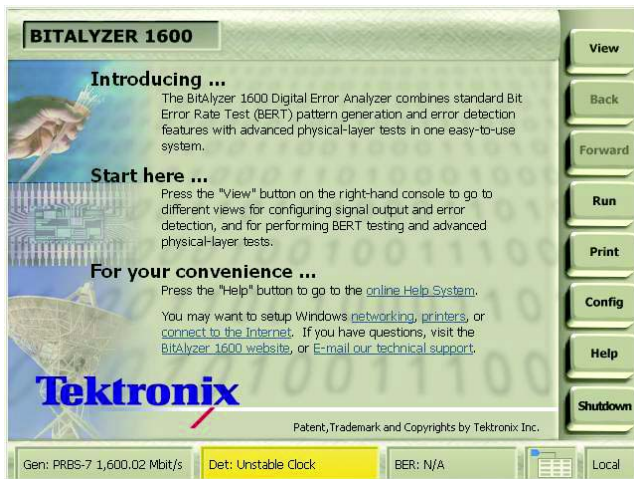 BITALYZER 1600
Introducing ...
The BitAlyzer 1600 Digital Error Analyzer combines standard Bit
Error Rate Test (BERT) pattern generation and error detection
features with advanced physical-layer tests in one easy-to-use
system.
Start here ...
Press the "View" button on the right-hand console to go to
different views for configuring signal output and error
detection, and for performing BERT testing and advanced
physical-layer tests.
For your convenience ...
Press the "Help" button to go to the online Help System.
You may want to setup Windows networking, printers, or
connect to the Internet. If you have questions, visit the
BitAlyzer 1600 website, or E-mail our technical support.
Tektronix
Patent,Trademark and Copyrights by Tektronix Inc.
View
Back
Forward
Run
Print
Config
Help
Shutdown
Gen: PRBS-7 1,600.02 Mbit/s
Det: Unstable Clock
BER: N/A
Local